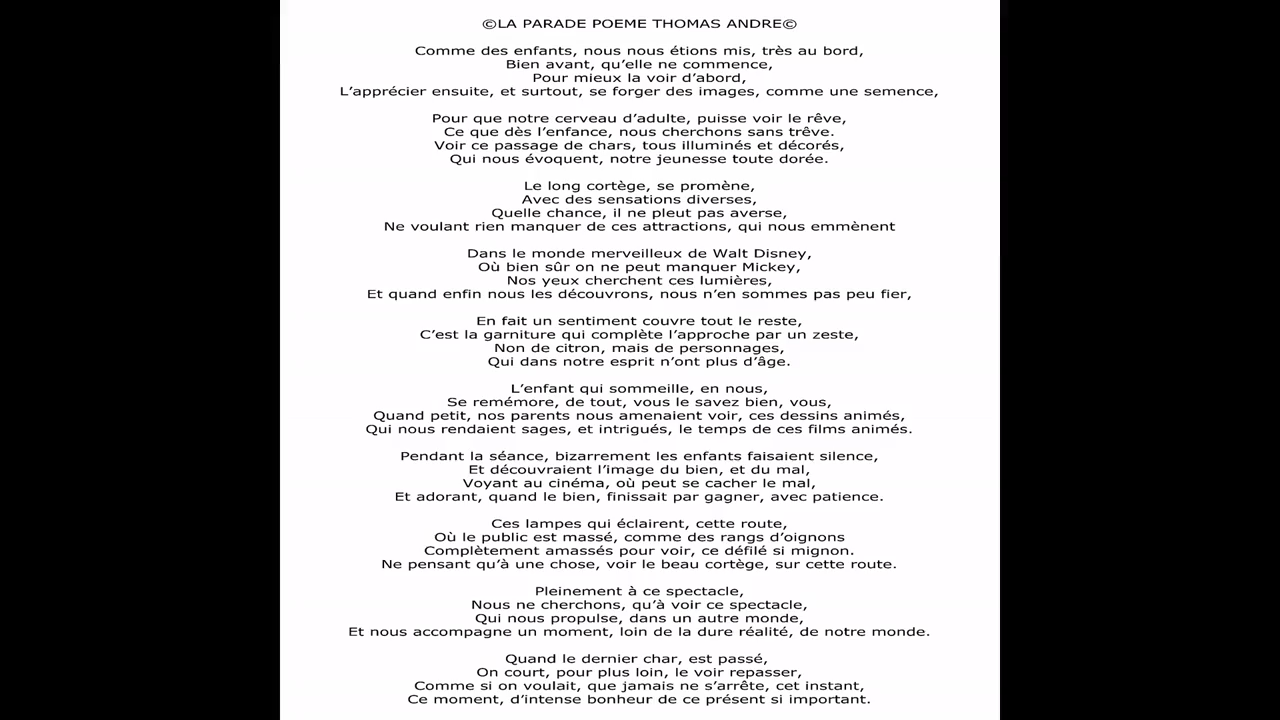 ©LA PARADE POEME THOMAS ANDRE©
Comme des enfants, nous nous étions mis, très au bord,
Bien avant, qu’elle ne commence,
Pour mieux la voir d’abord,
L’apprécier ensuite, et surtout, se forger des images, comme une semence,
Pour que notre cerveau d’adulte, puisse voir le rêve,
Ce que dès l’enfance, nous cherchons sans trêve.
Voir ce passage de chars, tous illuminés et décorés,
Qui nous évoquent, notre jeunesse toute dorée.
Le long cortège, se promène,
Avec des sensations diverses,
Quelle chance, il ne pleut pas averse,
Ne voulant rien manquer de ces attractions, qui nous emmènent
Dans le monde merveilleux de Walt Disney,
Où bien sûr on ne peut manquer Mickey,
Nos yeux cherchent ces lumières,
Et quand enfin nous les découvrons, nous n’en sommes pas peu fier,
En fait un sentiment couvre tout le reste,
C’est la garniture qui complète l’approche par un zeste,
Non de citron, mais de personnages,
Qui dans notre esprit n’ont plus d’âge.
L’enfant qui sommeille, en nous,
Se remémore, de tout, vous le savez bien, vous,
Quand petit, nos parents nous amenaient voir, ces dessins animés,
Qui nous rendaient sages, et intrigués, le temps de ces films animés.
Pendant la séance, bizarrement les enfants faisaient silence,
Et découvraient l’image du bien, et du mal,
Voyant au cinéma, où peut se cacher le mal,
Et adorant, quand le bien, finissait par gagner, avec patience.
Ces lampes qui éclairent, cette route,
Où le public est massé, comme des rangs d’oignons
Complètement amassés pour voir, ce défilé si mignon.
Ne pensant qu’à une chose, voir le beau cortège, sur cette route.
Pleinement à ce spectacle,
Nous ne cherchons, qu’à voir ce spectacle,
Qui nous propulse, dans un autre monde,
Et nous accompagne un moment, loin de la dure réalité, de notre monde.
Quand le dernier char, est passé,
On court, pour plus loin, le voir repasser,
Comme si on voulait, que jamais ne s’arrête, cet instant,
Ce moment, d’intense bonheur de ce présent si important.